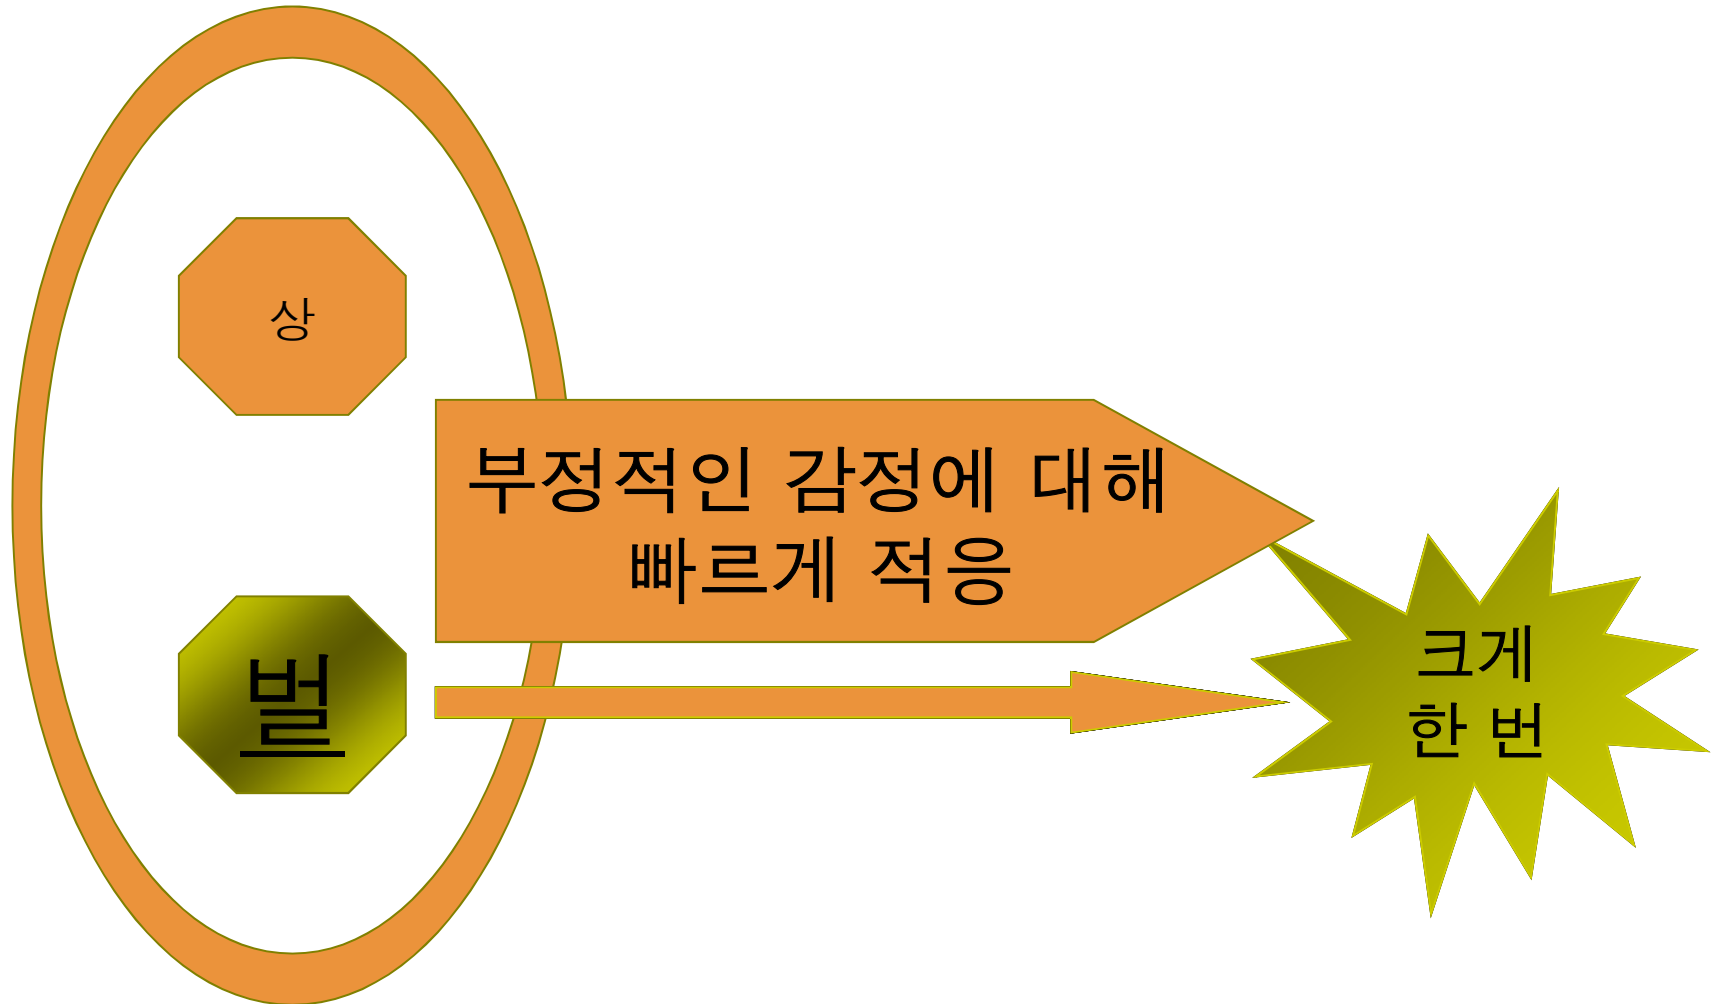 상
부정적인 감정에 대해
빠르게 적응
벌
크게
한 번